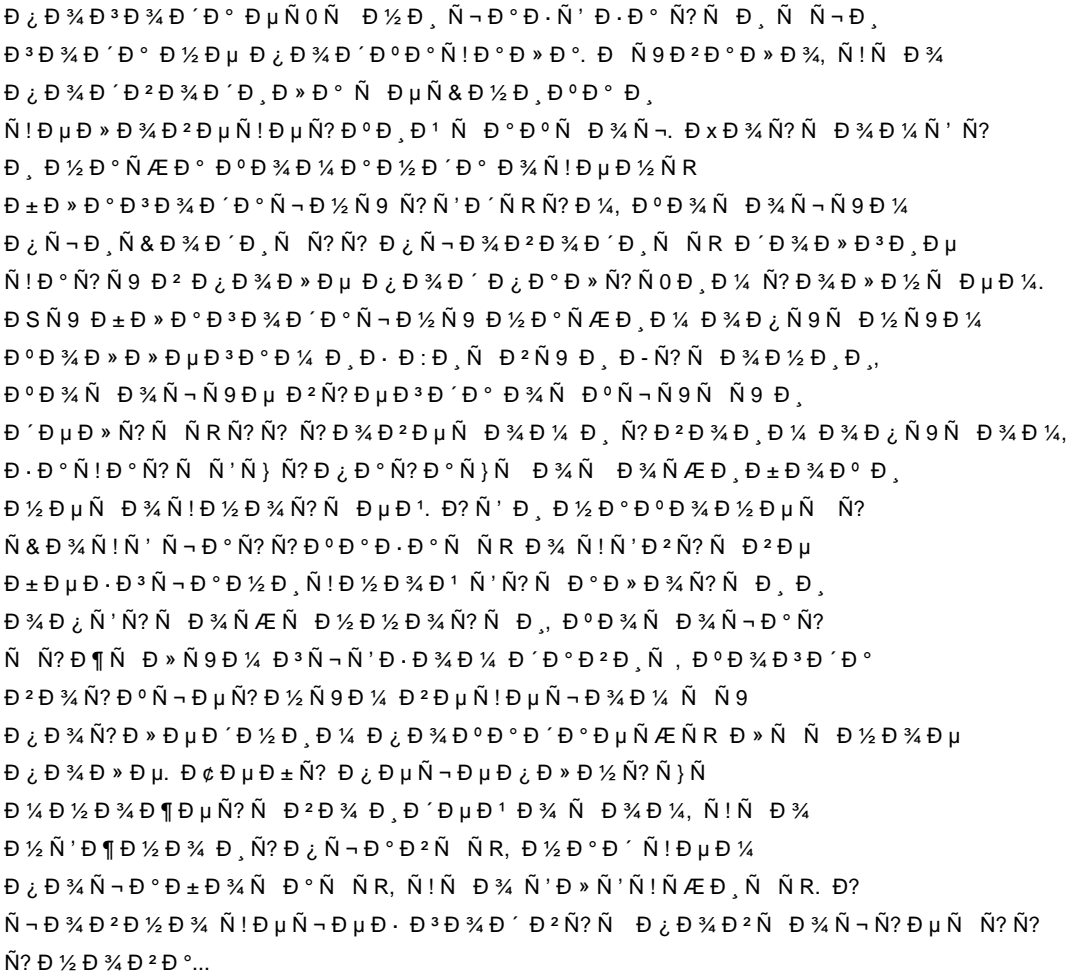 Ð¿Ð¾Ð³Ð¾Ð´Ð° ÐµÑ0Ñ Ð½Ð¸ Ñ¬Ð°Ð·Ñ’ Ð·Ð° Ñ?Ñ Ð¸Ñ Ñ¬Ð¸
Ð³Ð¾Ð´Ð° Ð½Ðµ Ð¿Ð¾Ð´ÐºÐ°Ñ!Ð°Ð»Ð°. Ð Ñ9Ð²Ð°Ð»Ð¾, Ñ!Ñ Ð¾
Ð¿Ð¾Ð´Ð²Ð¾Ð´Ð¸Ð»Ð° Ñ ÐµÑ&Ð½Ð¸ÐºÐ° Ð¸
Ñ!ÐµÐ»Ð¾Ð²ÐµÑ!ÐµÑ?ÐºÐ¸Ð¹ Ñ Ð°ÐºÑ Ð¾Ñ¬. ÐxÐ¾Ñ?Ñ Ð¾Ð¼Ñ’ Ñ?
Ð¸ Ð½Ð°ÑÆÐ° ÐºÐ¾Ð¼Ð°Ð½Ð´Ð° Ð¾Ñ!ÐµÐ½ÑR
Ð±Ð»Ð°Ð³Ð¾Ð´Ð°Ñ¬Ð½Ñ9 Ñ?Ñ’Ð´ÑRÑ?Ð¼, ÐºÐ¾Ñ Ð¾Ñ¬Ñ9Ð¼
Ð¿Ñ¬Ð¸Ñ&Ð¾Ð´Ð¸Ñ Ñ?Ñ? Ð¿Ñ¬Ð¾Ð²Ð¾Ð´Ð¸Ñ ÑR Ð´Ð¾Ð»Ð³Ð¸Ðµ
Ñ!Ð°Ñ?Ñ9 Ð² Ð¿Ð¾Ð»Ðµ Ð¿Ð¾Ð´ Ð¿Ð°Ð»Ñ?Ñ0Ð¸Ð¼ Ñ?Ð¾Ð»Ð½Ñ ÐµÐ¼.
ÐSÑ9 Ð±Ð»Ð°Ð³Ð¾Ð´Ð°Ñ¬Ð½Ñ9 Ð½Ð°ÑÆÐ¸Ð¼ Ð¾Ð¿Ñ9Ñ Ð½Ñ9Ð¼
ÐºÐ¾Ð»Ð»ÐµÐ³Ð°Ð¼ Ð¸Ð· Ð:Ð¸Ñ Ð²Ñ9 Ð¸ Ð-Ñ?Ñ Ð¾Ð½Ð¸Ð¸,
ÐºÐ¾Ñ Ð¾Ñ¬Ñ9Ðµ Ð²Ñ?ÐµÐ³Ð´Ð° Ð¾Ñ ÐºÑ¬Ñ9Ñ Ñ9 Ð¸
Ð´ÐµÐ»Ñ?Ñ ÑRÑ?Ñ? Ñ?Ð¾Ð²ÐµÑ Ð¾Ð¼ Ð¸ Ñ?Ð²Ð¾Ð¸Ð¼ Ð¾Ð¿Ñ9Ñ Ð¾Ð¼,
Ð·Ð°Ñ!Ð°Ñ?Ñ Ñ’Ñ} Ñ?Ð¿Ð°Ñ?Ð°Ñ}Ñ Ð¾Ñ Ð¾ÑÆÐ¸Ð±Ð¾Ðº Ð¸
Ð½ÐµÑ Ð¾Ñ!Ð½Ð¾Ñ?Ñ ÐµÐ¹. Ð?Ñ’ Ð¸ Ð½Ð°ÐºÐ¾Ð½ÐµÑ Ñ?
Ñ&Ð¾Ñ!Ñ’ Ñ¬Ð°Ñ?Ñ?ÐºÐ°Ð·Ð°Ñ ÑR Ð¾ Ñ!Ñ’Ð²Ñ?Ñ Ð²Ðµ
Ð±ÐµÐ·Ð³Ñ¬Ð°Ð½Ð¸Ñ!Ð½Ð¾Ð¹ Ñ’Ñ?Ñ Ð°Ð»Ð¾Ñ?Ñ Ð¸ Ð¸
Ð¾Ð¿Ñ’Ñ?Ñ Ð¾ÑÆÑ Ð½Ð½Ð¾Ñ?Ñ Ð¸, ÐºÐ¾Ñ Ð¾Ñ¬Ð°Ñ?
Ñ Ñ?Ð¶Ñ Ð»Ñ9Ð¼ Ð³Ñ¬Ñ’Ð·Ð¾Ð¼ Ð´Ð°Ð²Ð¸Ñ , ÐºÐ¾Ð³Ð´Ð°
Ð²Ð¾Ñ?ÐºÑ¬ÐµÑ?Ð½Ñ9Ð¼ Ð²ÐµÑ!ÐµÑ¬Ð¾Ð¼ Ñ Ñ9
Ð¿Ð¾Ñ?Ð»ÐµÐ´Ð½Ð¸Ð¼ Ð¿Ð¾ÐºÐ°Ð´Ð°ÐµÑÆÑR Ð»Ñ Ñ Ð½Ð¾Ðµ
Ð¿Ð¾Ð»Ðµ. Ð¢ÐµÐ±Ñ? Ð¿ÐµÑ¬ÐµÐ¿Ð»Ð½Ñ?Ñ}Ñ
Ð¼Ð½Ð¾Ð¶ÐµÑ?Ñ Ð²Ð¾ Ð¸Ð´ÐµÐ¹ Ð¾ Ñ Ð¾Ð¼, Ñ!Ñ Ð¾
Ð½Ñ’Ð¶Ð½Ð¾ Ð¸Ñ?Ð¿Ñ¬Ð°Ð²Ð¸Ñ ÑR, Ð½Ð°Ð´ Ñ!ÐµÐ¼
Ð¿Ð¾Ñ¬Ð°Ð±Ð¾Ñ Ð°Ñ ÑR, Ñ!Ñ Ð¾ Ñ’Ð»Ñ’Ñ!ÑÆÐ¸Ñ ÑR. Ð?
Ñ¬Ð¾Ð²Ð½Ð¾ Ñ!ÐµÑ¬ÐµÐ· Ð³Ð¾Ð´ Ð²Ñ?Ñ Ð¿Ð¾Ð²Ñ Ð¾Ñ¬Ñ?ÐµÑ Ñ?Ñ?
Ñ?Ð½Ð¾Ð²Ð°...